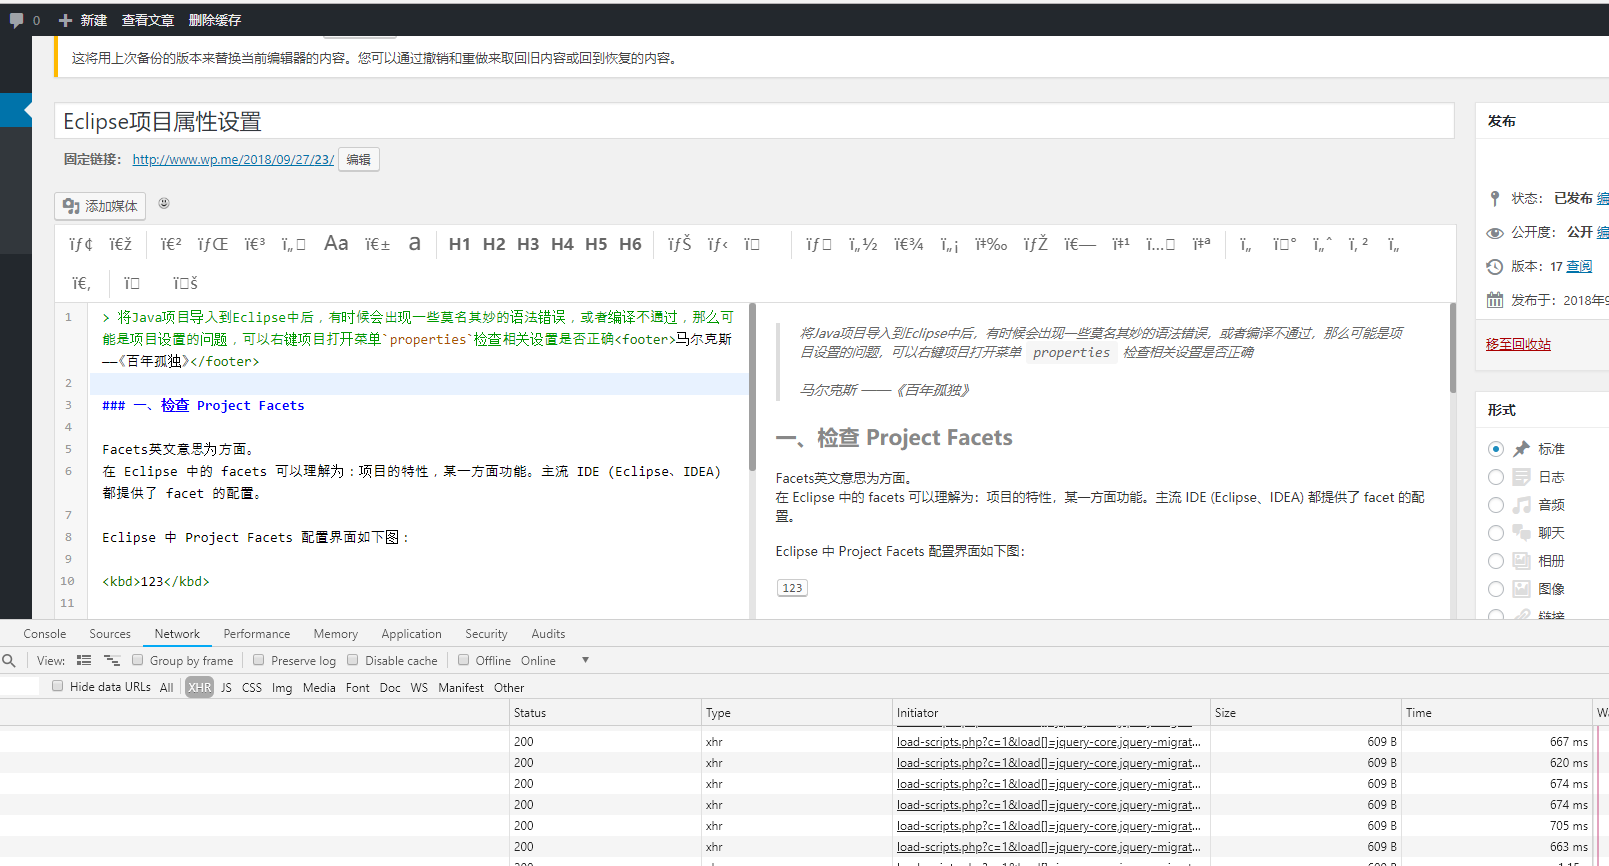 0 新建 查看文章 删除缓存
这将用上次备份的版本来替换当前编辑器的内容。您可以通过撤销和重做来取回旧内容或回到恢复的内容。
Eclipse项目属性设置
固定链接: http://www.wp.me/2018/09/27/23/ 编辑
添加媒体
Aa a H1 H2 H3 H4 H5 H6
1 > 将Java项目导入到Eclipse中后，有时候会出现一些莫名其妙的语法错误，或者编译不通过，那么可
能是项目设置的问题，可以右键项目打开菜单`properties`检查相关设置是否正确<footer>马尔克斯
——《百年孤独》</footer>
2
3 ### 一、检查 Project Facets
4
5 Facets英文意思为方面。
6 在 Eclipse 中的 facets 可以理解为：项目的特性，某一方面功能。主流 IDE (Eclipse、IDEA)
都提供了 facet 的配置。
7
8 Eclipse 中 Project Facets 配置界面如下图：
9
10 <kbd>123</kbd>
11
将Java项目导入到Eclipse中后，有时候会出现一些莫名其妙的语法错误，或者编译不通过，那么可能是项
目设置的问题，可以右键项目打开菜单 properties 检查相关设置是否正确
马尔克斯 ——《百年孤独》
一、检查 Project Facets
Facets英文意思为方面。
在 Eclipse 中的 facets 可以理解为：项目的特性，某一方面功能。主流 IDE (Eclipse、IDEA) 都提供了 facet 的配
置。
Eclipse 中 Project Facets 配置界面如下图：
123
发布
状态： 已发布 编
公开度： 公开 编
版本：17 查阅
发布于：2018年9
移至回收站
形式
标准
日志
音频
聊天
相册
图像
链接
Console Sources Network Performance Memory Application Security Audits
View: Group by frame Preserve log Disable cache Offline Online
Hide data URLs All XHR JS CSS Img Media Font Doc WS Manifest Other
Status Type Initiator Size Time
200 xhr load-scripts.php?c=1&load[]=jquery-core,jquery-migrat... 609 B 667 ms
200 xhr load-scripts.php?c=1&load[]=jquery-core,jquery-migrat... 609 B 620 ms
200 xhr load-scripts.php?c=1&load[]=jquery-core,jquery-migrat... 609 B 674 ms
200 xhr load-scripts.php?c=1&load[]=jquery-core,jquery-migrat... 609 B 674 ms
200 xhr load-scripts.php?c=1&load[]=jquery-core,jquery-migrat... 609 B 705 ms
200 xhr load-scripts.php?c=1&load[]=jquery-core,jquery-migrat... 609 B 663 ms